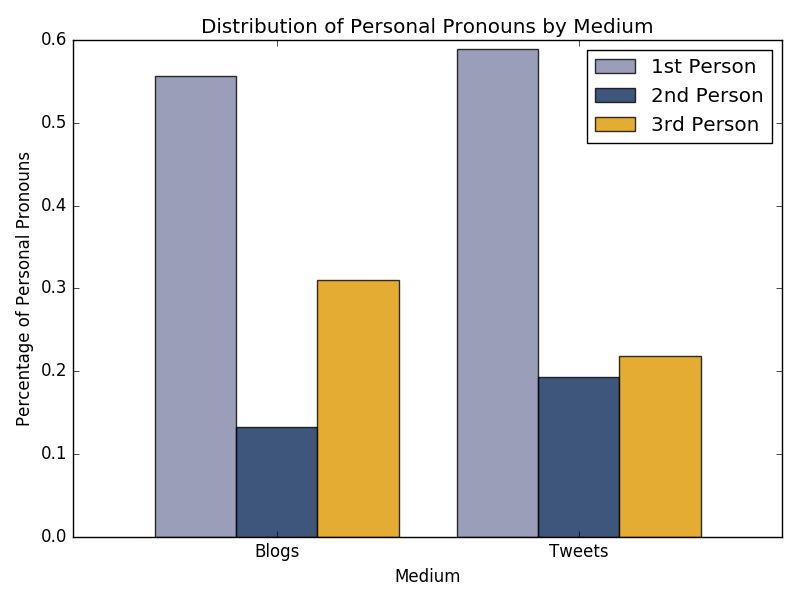 Distribution of Personal Pronouns by Medium
0.6
0.5
0.4
0.3
0.2
0.1
0.0
Percentage of Personal Pronouns
1st Person
2nd Person
3rd Person
Blogs
Tweets
Medium